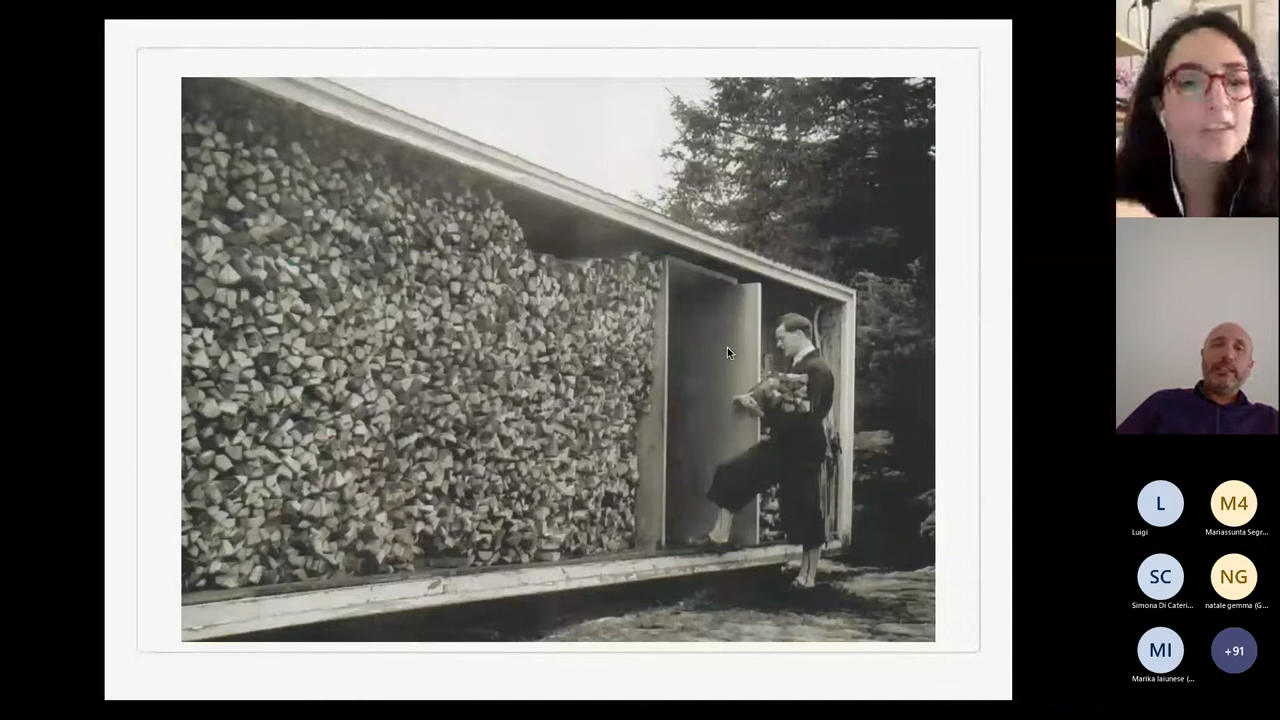 L
M4
Luigi
Mariassunta Segr...
SC
NG
Simona Di Cateri...
natale gemma (G...
MI
+91
Marika Iaiunese (...